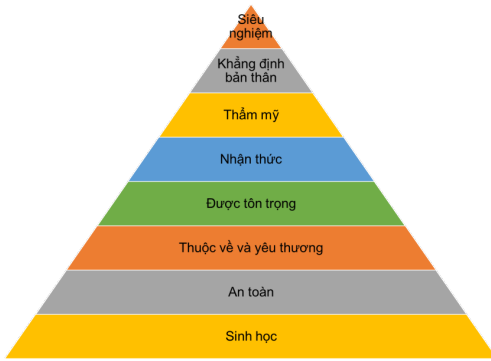 Siêu
nghiệm
Khẳng định
bản thân
Thẩm mỹ
Nhận thức
Được tôn trọng
Thuộc về và yêu thương
An toàn
Sinh học